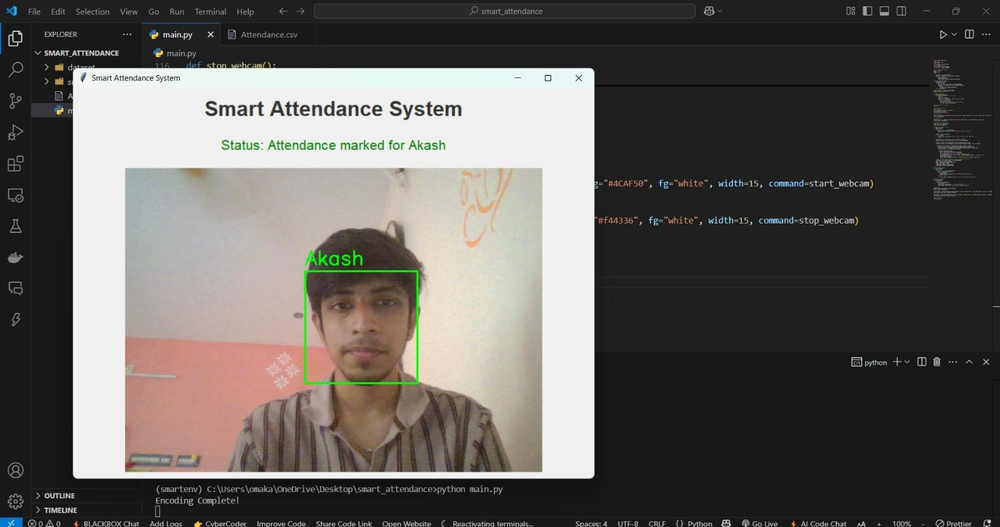 File Edit Selection View Go Run Terminal Help
smart_attendance
EXPLORER
main.py
Attendance.csv
SMART_ATTENDANCE
main.py
dataset
116 def stop_webcam():
Smart Attendance System
Smart Attendance System
Status: Attendance marked for Akash
Akash
g="#4CAF50", fg="white", width=15, command=start_webcam)
"#f44336", fg="white", width=15, command=stop_webcam)
python
(smartenv) C:\Users\omaka\OneDrive\Desktop\smart_attendance>python main.py
Encoding Complete!
OUTLINE
TIMELINE
0 0 BLACKBOX Chat Add Logs CyberCoder Improve Code Share Code Link Open Website Reactivating terminals... Spaces: 4 UTF-8 CRLF {} Python Go Live AI Code Chat AA + 100% - Prettier